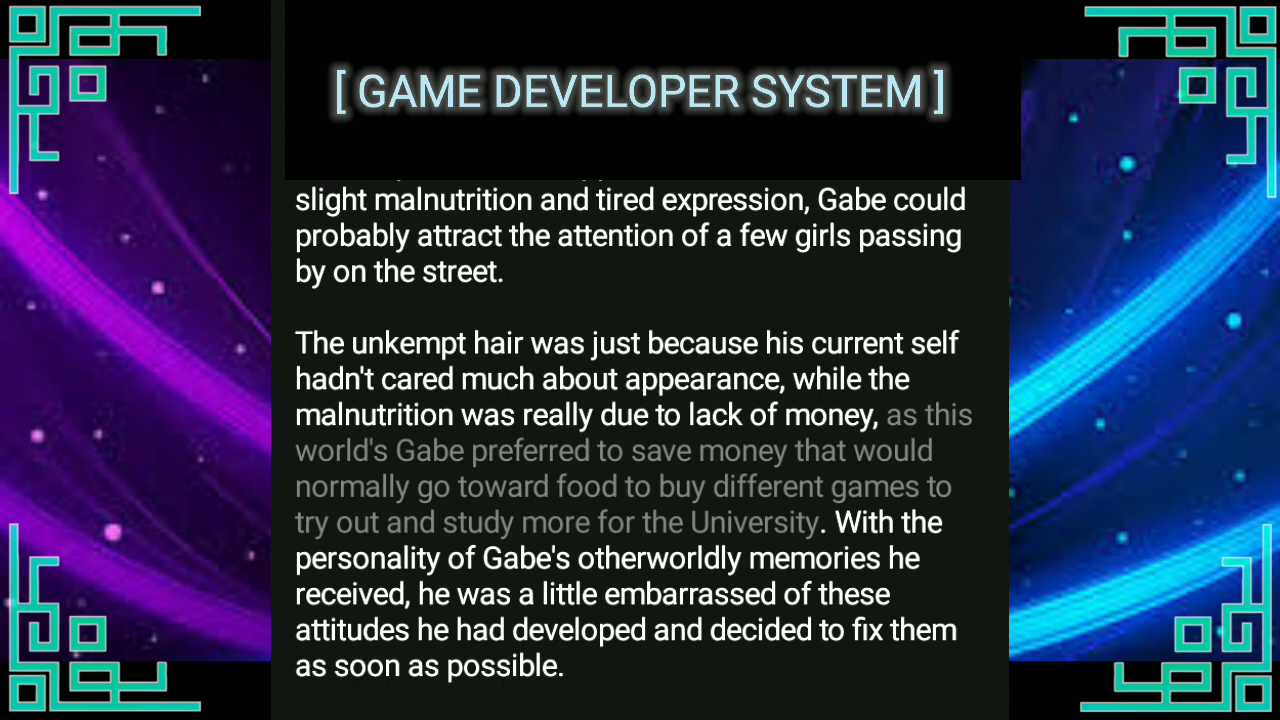 [ GAME DEVELOPER SYSTEM ]
slight malnutrition and tired expression, Gabe could
probably attract the attention of a few girls passing
by on the street.
The unkempt hair was just because his current self
hadn't cared much about appearance, while the
malnutrition was really due to lack of money, as this
world's Gabe preferred to save money that would
normally go toward food to buy different games to
try out and study more for the University. With the
personality of Gabe's otherworldly memories he
received, he was a little embarrassed of these
attitudes he had developed and decided to fix them
as soon as possible.